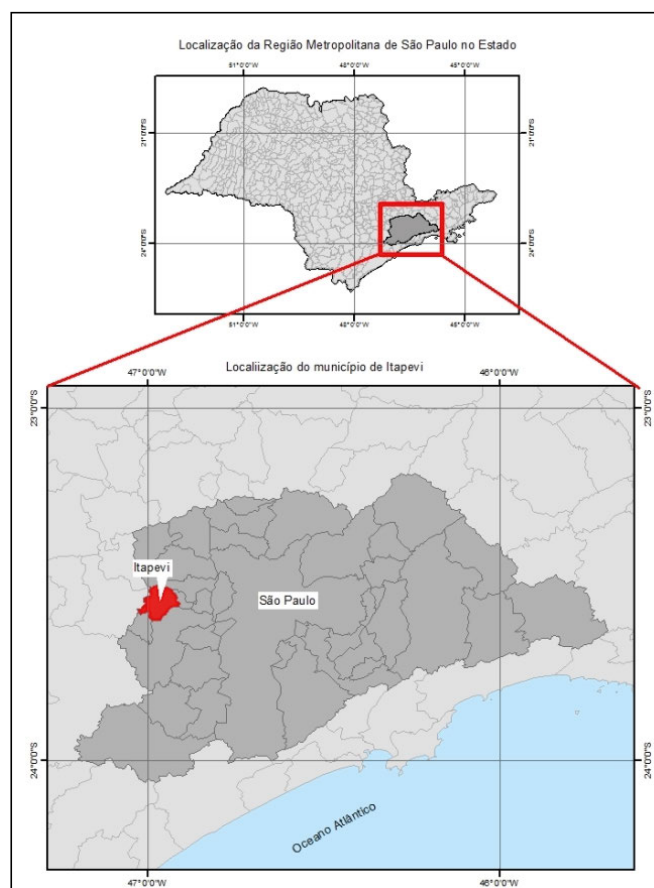 Localização da Região Metropolitana de São Paulo no Estado
51°0'0"W 48°0'0"W 45°0'0"W
21°0'0"S 21°0'0"S
24°0'0"S 24°0'0"S
51°0'0"W 48°0'0"W 45°0'0"W
Localiização do município de Itapevi
47°0'0"W 46°0'0"W
23°0'0"S 23°0'0"S
Itapevi
São Paulo
24°0'0"S 24°0'0"S
Oceano Atlântico
47°0'0"W 46°0'0"W